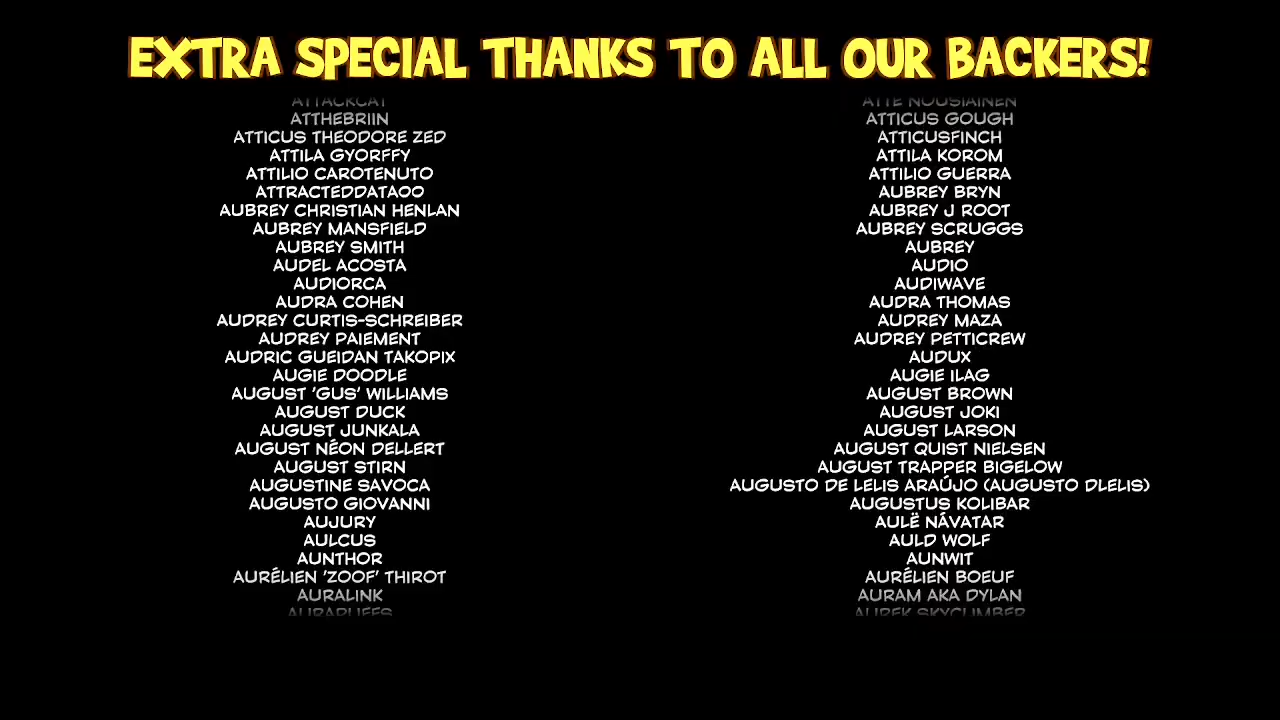 EXTRA SPECIAL THANKS TO ALL OUR BACKERS!
ATTACKCAT
ATTHEBRIIN
ATTICUS THEODORE ZED
ATTILA GYORFFY
ATTILIO CAROTENUTO
ATTRACTEDDATAOO
AUBREY CHRISTIAN HENLAN
AUBREY MANSFIELD
AUBREY SMITH
AUDEL ACOSTA
AUDIORCA
AUDRA COHEN
AUDREY CURTIS-SCHREIBER
AUDREY PAIEMENT
AUDRIC GUEIDAN TAKOPIX
AUGIE DOODLE
AUGUST 'GUS' WILLIAMS
AUGUST DUCK
AUGUST JUNKALA
AUGUST NÉON DELLERT
AUGUST STIRN
AUGUSTINE SAVOCA
AUGUSTO GIOVANNI
AUJURY
AULCUS
AUNTHOR
AURÉLIEN 'ZOOF' THIROT
AURALINK
ATTE NOUSIAINEN
ATTICUS GOUGH
ATTICUSFINCH
ATTILA KOROM
ATTILIO GUERRA
AUBREY BRYN
AUBREY J ROOT
AUBREY SCRUGGS
AUBREY
AUDIO
AUDIWAVE
AUDRA THOMAS
AUDREY MAZA
AUDREY PETTICREW
AUDUX
AUGIE ILAG
AUGUST BROWN
AUGUST JOKI
AUGUST LARSON
AUGUST QUIST NIELSEN
AUGUST TRAPPER BIGELOW
AUGUSTO DE LELIS ARAÚJO (AUGUSTO DLELIS)
AUGUSTUS KOLIBAR
AULË NÁVATAR
AULD WOLF
AUNWIT
AURÉLIEN BOEUF
AURAM AKA DYLAN
AUREK SKYCLIMBER